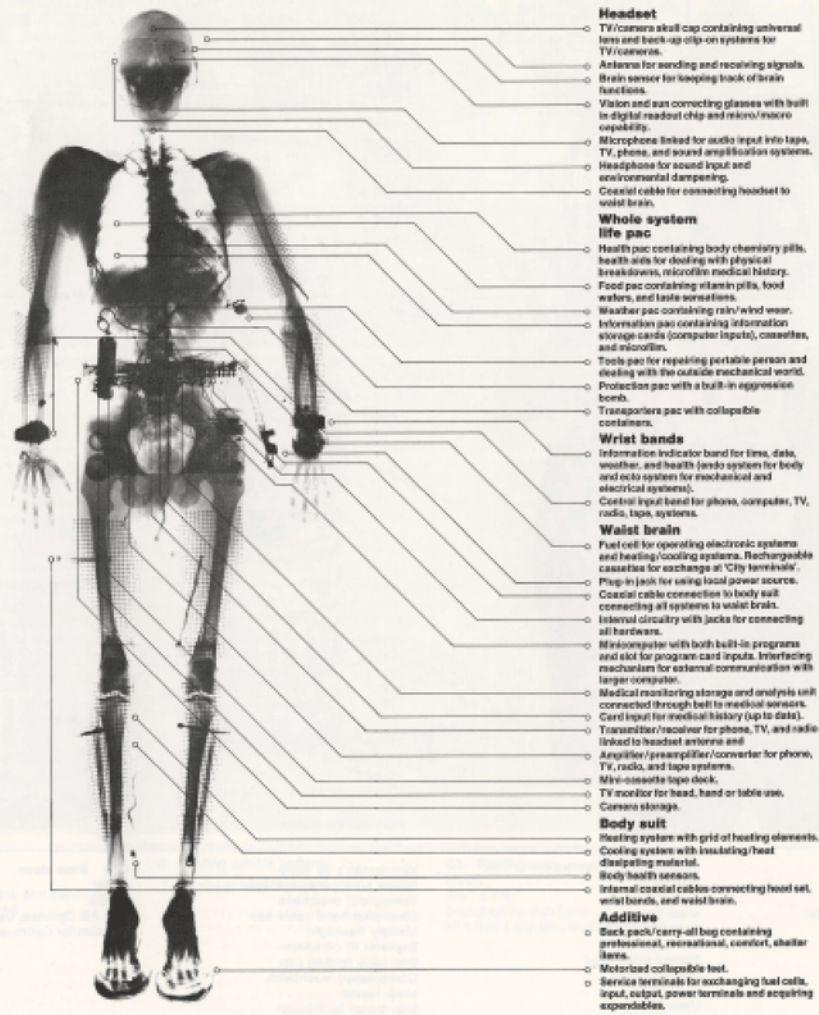 Headset
TV/camera skull cap containing universal
lens and back-up clip-on systems for
TV/cameras.
Antenna for sending and receiving signals.
Brain sensor for keeping track of brain
functions.
Vision and sun correcting glasses with built
in digital readout chip and micro/macro
capability.
Microphone linked for audio input into tape,
TV, phone, and sound amplification systems.
Headphone for sound input and
environmental dampening.
Coaxial cable for connecting headset to
waist brain.
Whole system
life pac
Health pac containing body chemistry pills,
health aids for dealing with physical
breakdowns, microfilm medical history.
Food pac containing vitamin pills, food
wafers, and taste sensations.
Weather pac containing rain/wind wear.
Information pac containing information
storage cards (computer inputs), cassettes,
and microfilm.
Tools pac for repairing portable person and
dealing with the outside mechanical world.
Protection pac with a built-in aggression
bomb.
Transporters pac with collapsible
containers.
Wrist bands
Information indicator band for time, date,
weather, and health (endo system for body
and ecto system for mechanical and
electrical systems).
Control input band for phone, computer, TV,
radio, tape, systems.
Waist brain
Fuel cell for operating electronic systems
and heating/cooling systems. Rechargeable
cassettes for exchange at 'City terminals'.
Plug-in jack for using local power source.
Coaxial cable connection to body suit
connecting all systems to waist brain.
Internal circuitry with jacks for connecting
all hardware.
Minicomputer with both built-in programs
and slot for program card inputs. Interfacing
mechanism for external communication with
larger computer.
Medical monitoring storage and analysis unit
connected through belt to medical sensors.
Card input for medical history (up to date).
Transmitter/receiver for phone, TV, and radio
linked to headset antenna and
Amplifier/preamplifier/converter for phone,
TV, radio, and tape systems.
Mini-cassette tape deck.
TV monitor for head, hand or table use.
Camera storage.
Body suit
Heating system with grid of heating elements.
Cooling system with insulating/heat
dissipating material.
Body health sensors.
Internal coaxial cables connecting head set,
wrist bands, and waist brain.
Additive
Back pack/carry-all bag containing
professional, recreational, comfort, shelter
items.
Motorized collapsible feet.
Service terminals for exchanging fuel cells,
input, output, power terminals and acquiring
expendables.